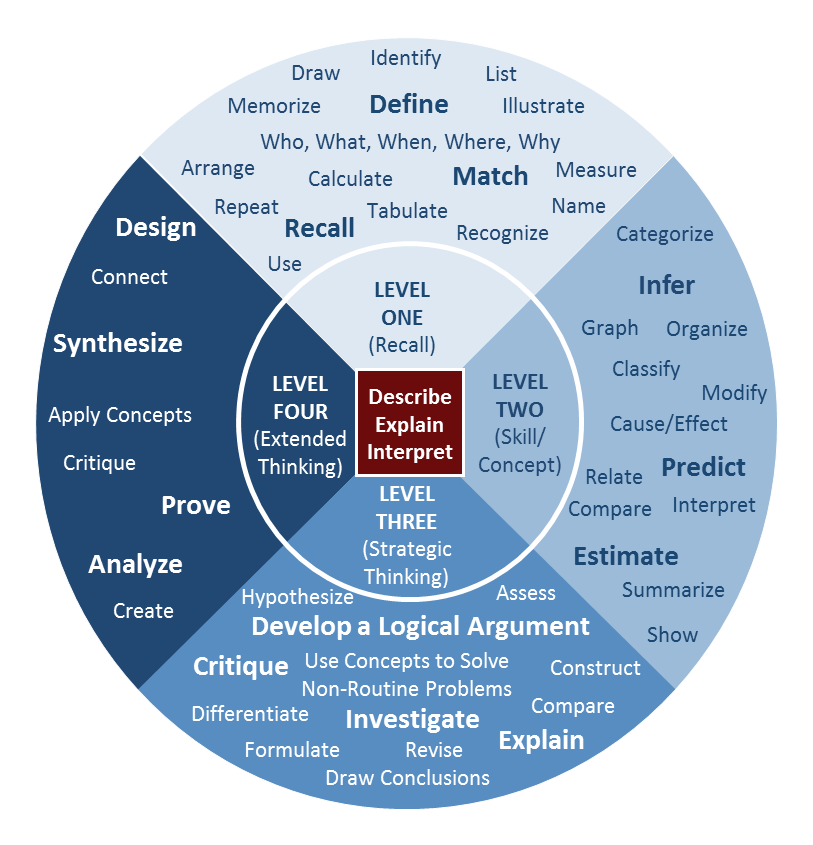 Identify
Draw
List
Memorize
Define
Illustrate
Who, What, When, Where, Why
Arrange
Calculate
Match
Measure
Repeat
Recall
Tabulate
Name
Recognize
Use
LEVEL
ONE
(Recall)
Categorize
Infer
Graph
Organize
Classify
Modify
Cause/Effect
Predict
Relate
Compare
Interpret
Estimate
Summarize
Show
LEVEL
TWO
(Skill/
Concept)
LEVEL
THREE
(Strategic
Thinking)
Hypothesize
Assess
Develop a Logical Argument
Critique
Use Concepts to Solve
Non-Routine Problems
Construct
Differentiate
Investigate
Compare
Formulate
Revise
Explain
Draw Conclusions
LEVEL
FOUR
(Extended
Thinking)
Design
Connect
Synthesize
Apply Concepts
Critique
Prove
Analyze
Create
Describe
Explain
Interpret